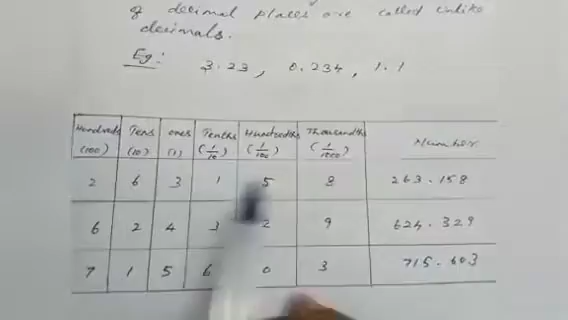 of decimal places are called unlike
decimals.
Eg: 3.23, 0.234, 1.1
Hundreds (100) Tens (10) ones (1) Tenths (1/10) Hundredths (1/100) Thousandths (1/1000) Number
2 6 3 1 5 8 263.158
6 2 4 3 2 9 624.329
7 1 5 6 0 3 715.603